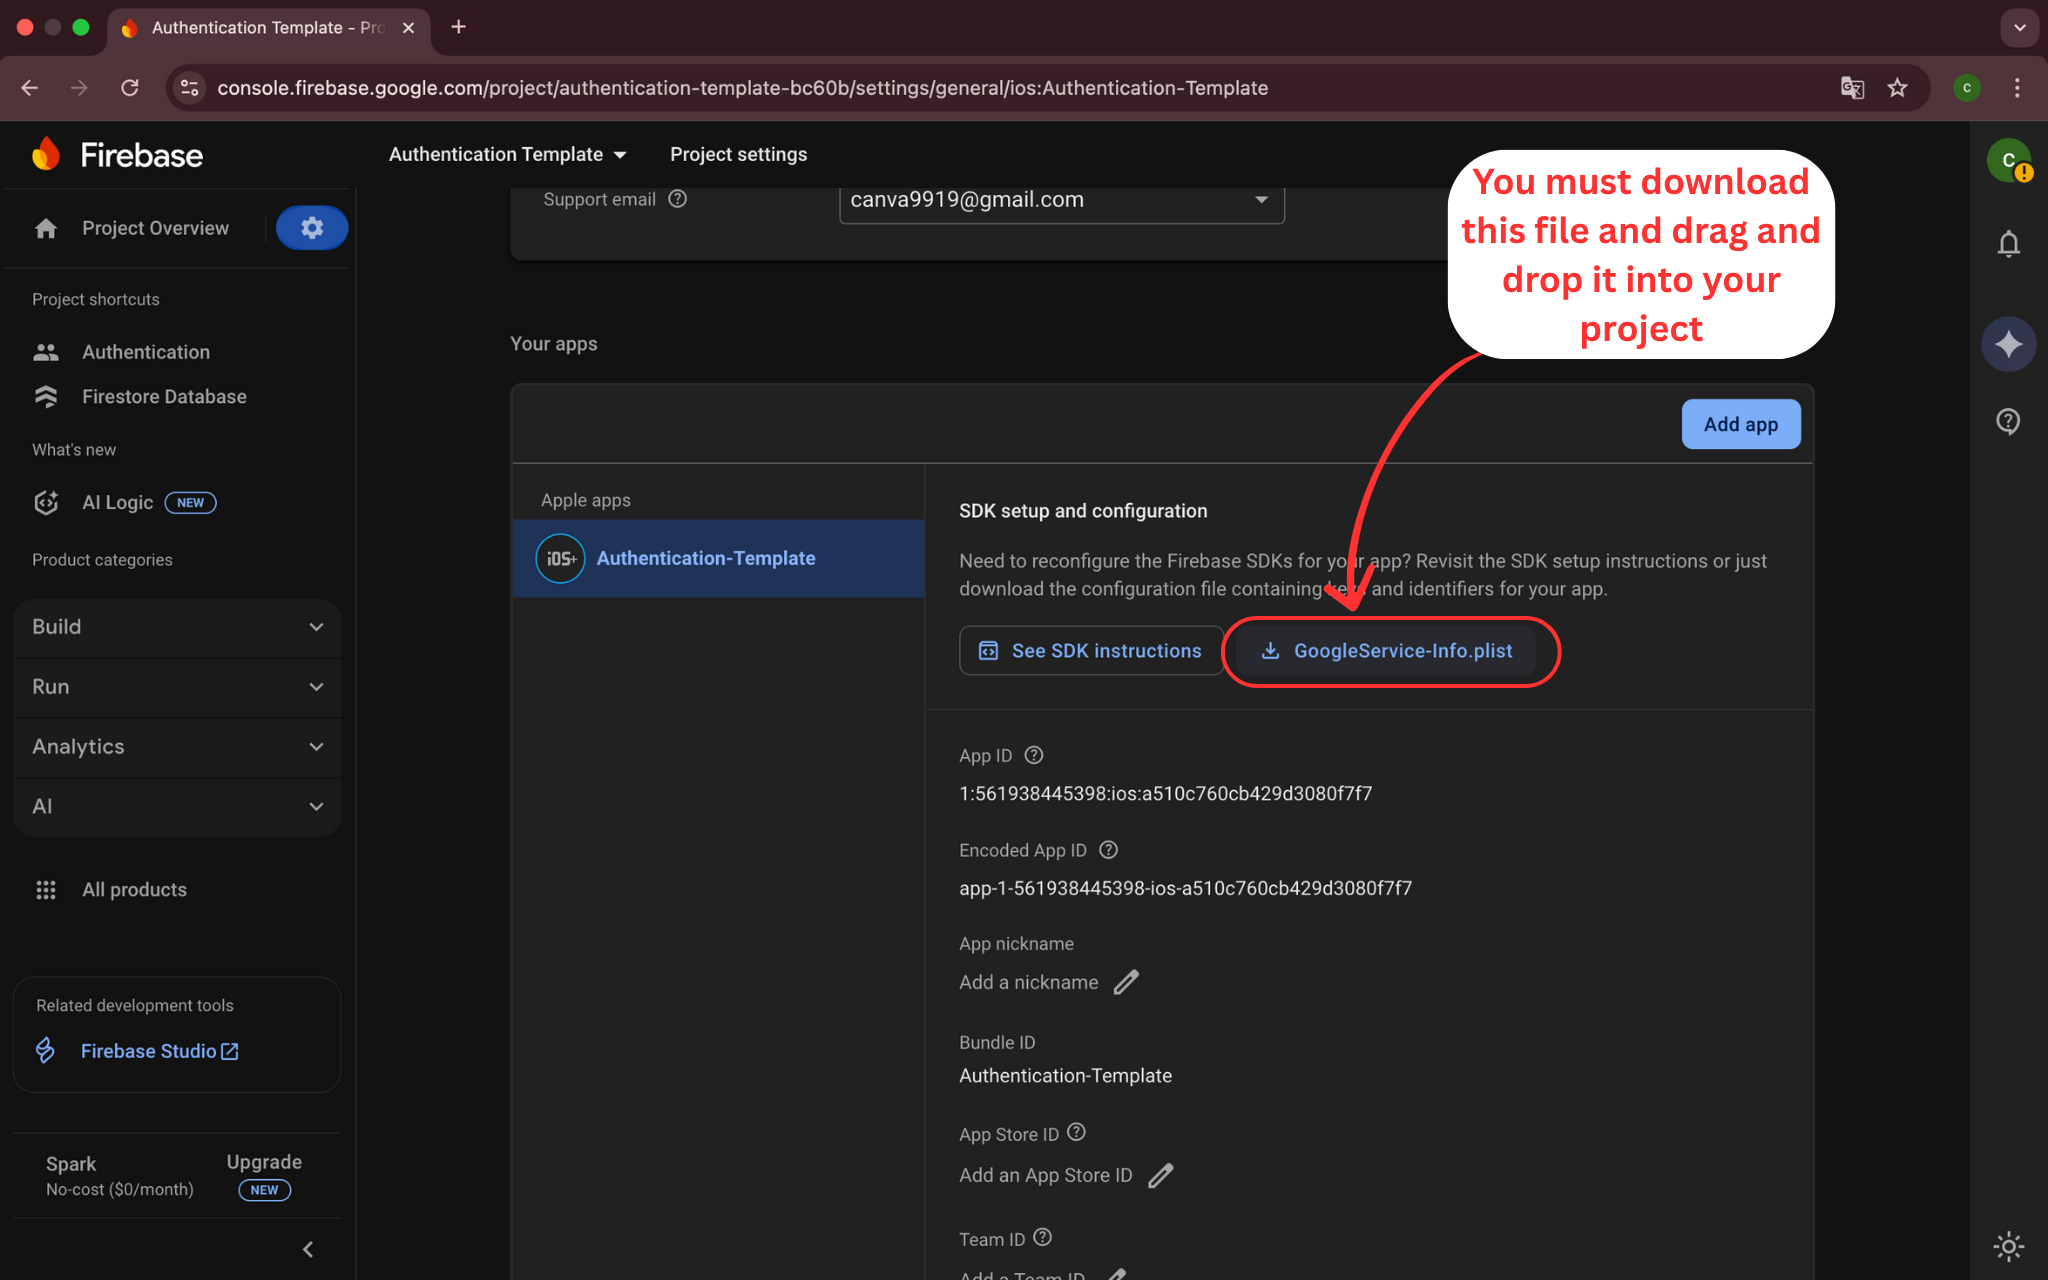 Authentication Template - Pro
console.firebase.google.com/project/authentication-template-bc60b/settings/general/ios:Authentication-Template
C
Firebase
Authentication Template
Project settings
C
Project Overview
Project shortcuts
Authentication
Firestore Database
What's new
AI Logic NEW
Product categories
Build
Run
Analytics
AI
All products
Related development tools
Firebase Studio
Spark
No-cost ($0/month)
Upgrade
NEW
Support email
canva9919@gmail.com
You must download
this file and drag and
drop it into your
project
Your apps
Add app
Apple apps
iOS+
Authentication-Template
SDK setup and configuration
Need to reconfigure the Firebase SDKs for your app? Revisit the SDK setup instructions or just
download the configuration file containing keys and identifiers for your app.
See SDK instructions
GoogleService-Info.plist
App ID
1:561938445398:ios:a510c760cb429d3080f7f7
Encoded App ID
app-1-561938445398-ios-a510c760cb429d3080f7f7
App nickname
Add a nickname
Bundle ID
Authentication-Template
App Store ID
Add an App Store ID
Team ID
Add a Team ID